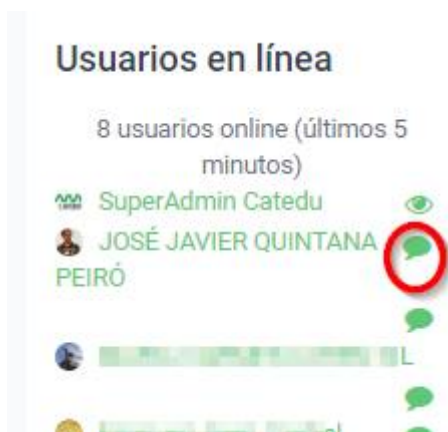 Usuarios en línea
8 usuarios online (últimos 5
minutos)
SuperAdmin Catedu
JOSÉ JAVIER QUINTANA
PEIRÓ